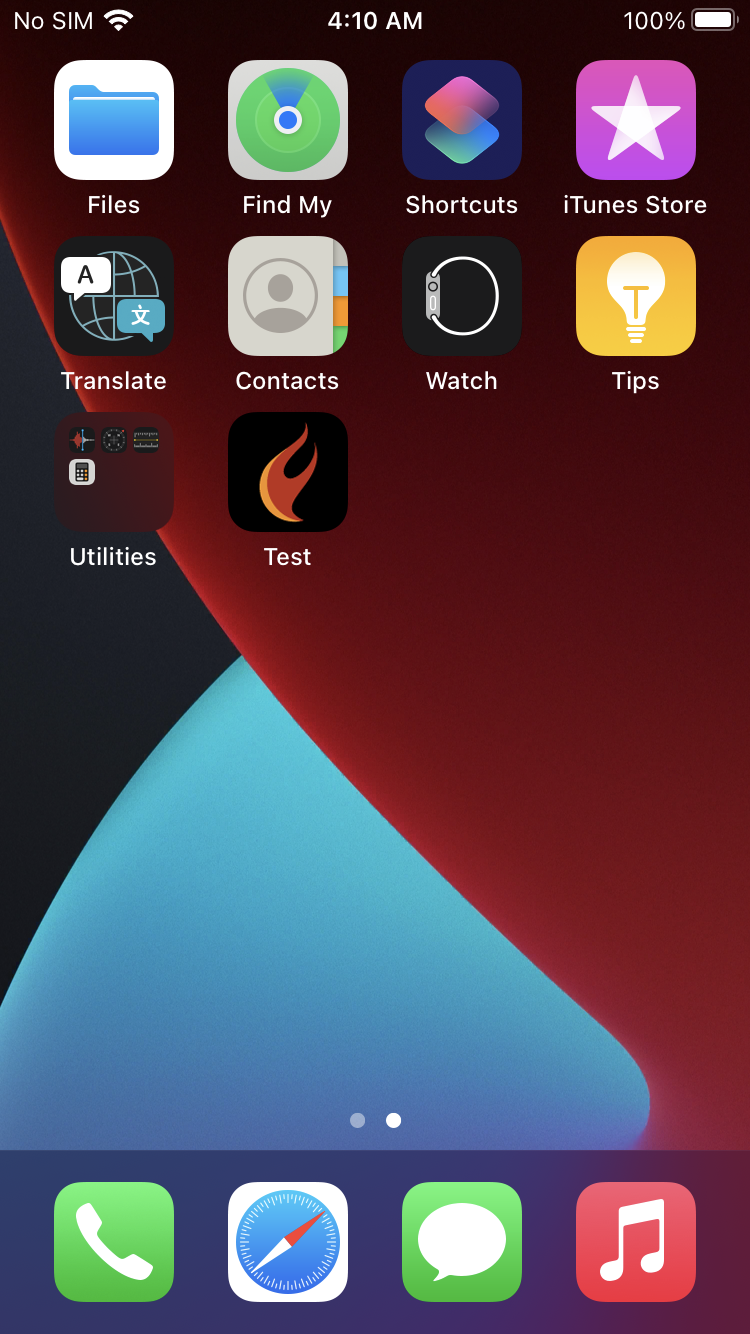 No SIM 4:10 AM 100%
Files Find My Shortcuts iTunes Store
A
文
Translate Contacts Watch Tips
Utilities Test